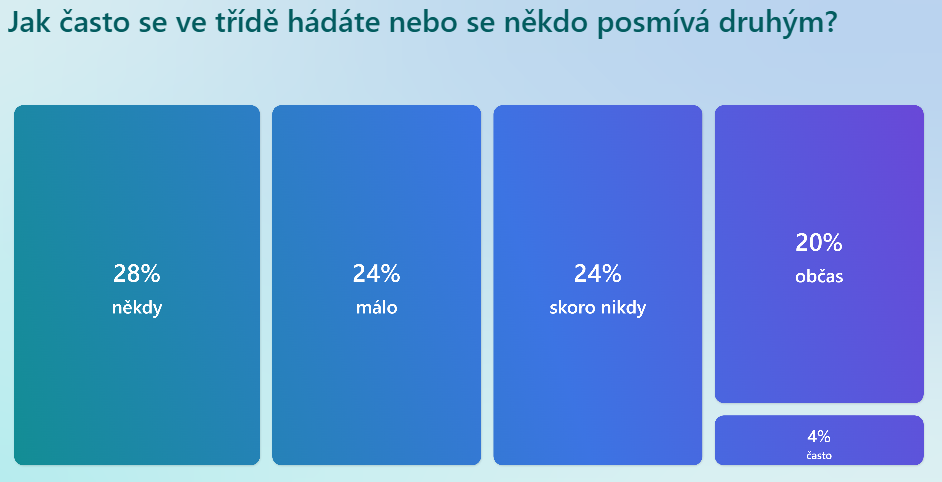 Jak často se ve třídě hádáte nebo se někdo posmívá druhým?
28%
někdy
24%
málo
24%
skoro nikdy
20%
občas
4%
často